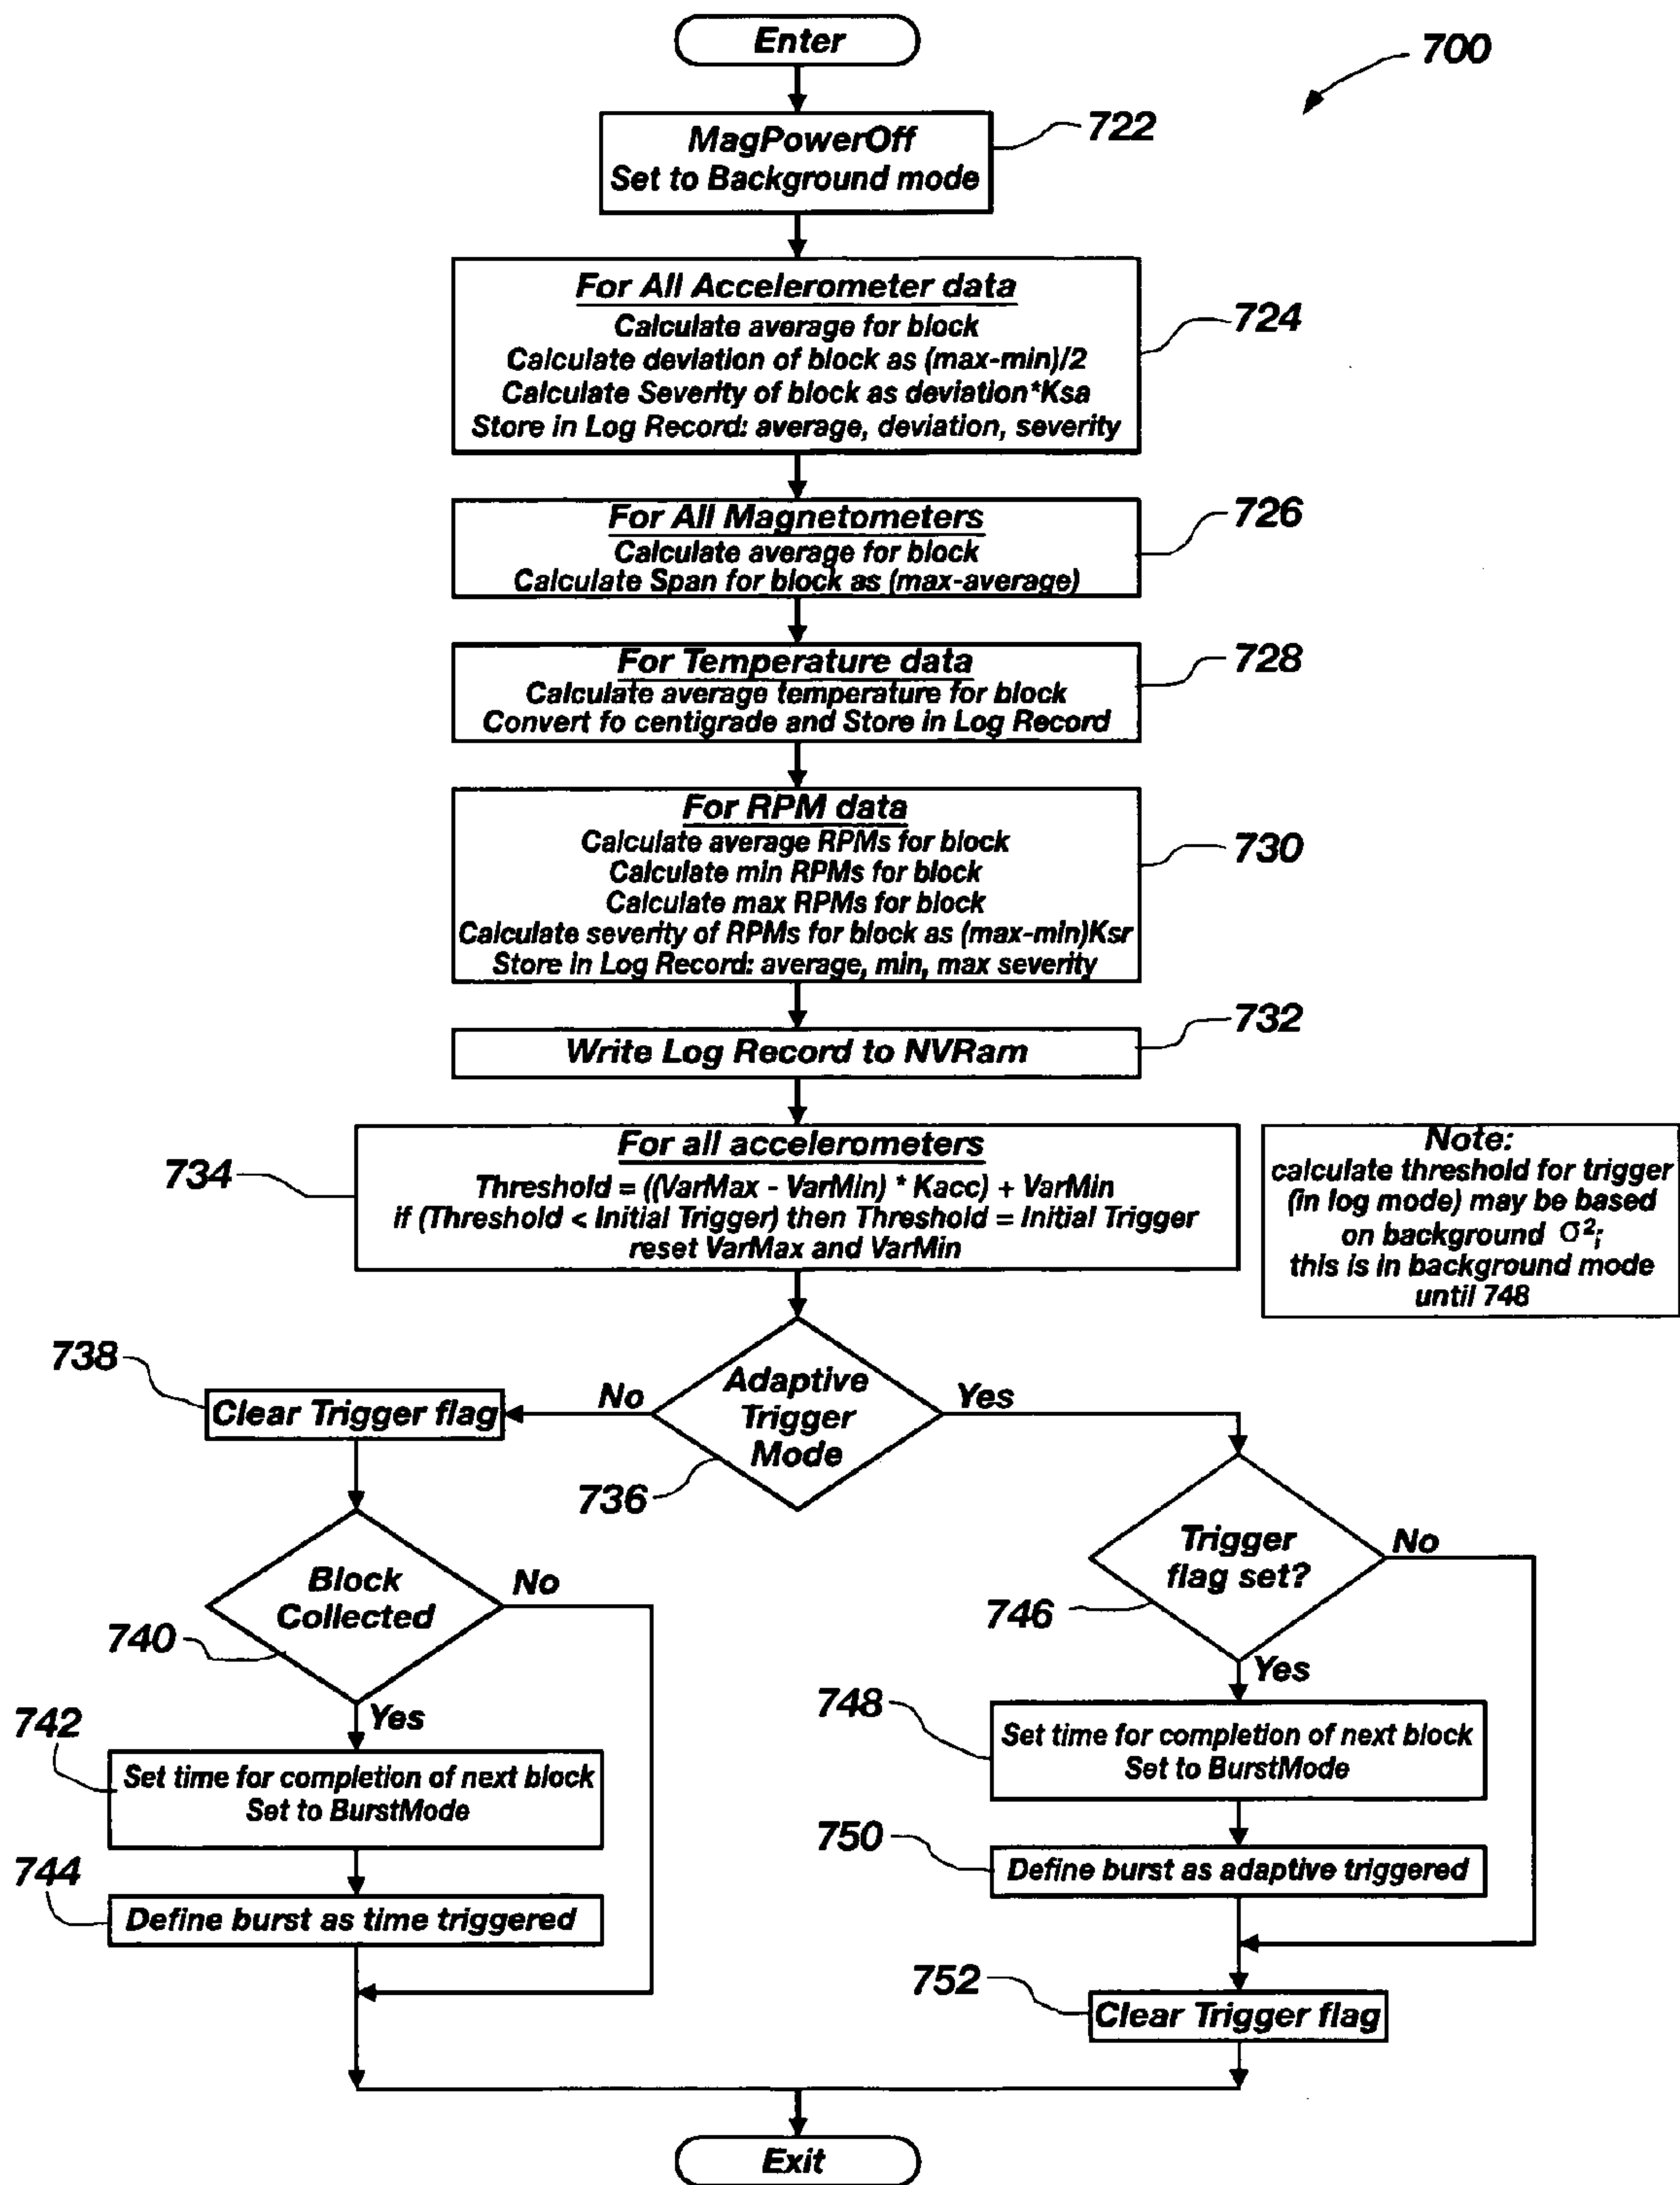 Enter
700
MagPowerOff
Set to Background mode
722
For All Accelerometer data
Calculate average for block
Calculate deviation of block as (max-min)/2
Calculate Severity of block as deviation*Ksa
Store in Log Record: average, deviation, severity
724
For All Magnetometers
Calculate average for block
Calculate Span for block as (max-average)
726
For Temperature data
Calculate average temperature for block
Convert fo centigrade and Store in Log Record
728
For RPM data
Calculate average RPMs for block
Calculate min RPMs for block
Calculate max RPMs for block
Calculate severity of RPMs for block as (max-min)Ksr
Store in Log Record: average, min, max severity
730
Write Log Record to NVRam
732
For all accelerometers
Threshold = ((VarMax - VarMin) * Kacc) + VarMin
if (Threshold < Initial Trigger) then Threshold = Initial Trigger
reset VarMax and VarMin
734
Note:
calculate threshold for trigger
(in log mode) may be based
on background σ²;
this is in background mode
until 748
Adaptive
Trigger
Mode
736
No
Yes
738
Clear Trigger flag
Block
Collected
740
No
Yes
742
Set time for completion of next block
Set to BurstMode
744
Define burst as time triggered
Trigger
flag set?
746
No
Yes
748
Set time for completion of next block
Set to BurstMode
750
Define burst as adaptive triggered
752
Clear Trigger flag
Exit